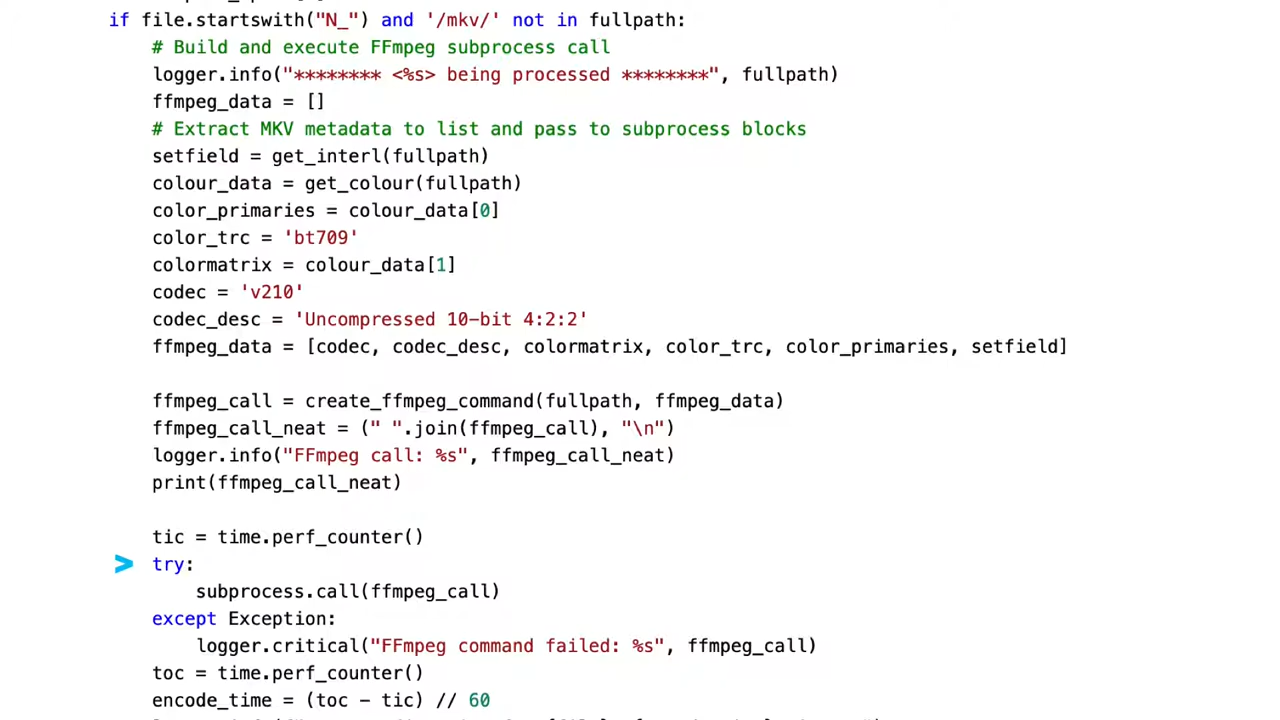 if file.startswith("N_") and '/mkv/' not in fullpath:
# Build and execute FFmpeg subprocess call
logger.info("******** <%s> being processed ********", fullpath)
ffmpeg_data = []
# Extract MKV metadata to list and pass to subprocess blocks
setfield = get_interl(fullpath)
colour_data = get_colour(fullpath)
color_primaries = colour_data[0]
color_trc = 'bt709'
colormatrix = colour_data[1]
codec = 'v210'
codec_desc = 'Uncompressed 10-bit 4:2:2'
ffmpeg_data = [codec, codec_desc, colormatrix, color_trc, color_primaries, setfield]
ffmpeg_call = create_ffmpeg_command(fullpath, ffmpeg_data)
ffmpeg_call_neat = (" ".join(ffmpeg_call), "\n")
logger.info("FFmpeg call: %s", ffmpeg_call_neat)
print(ffmpeg_call_neat)
tic = time.perf_counter()
> try:
subprocess.call(ffmpeg_call)
except Exception:
logger.critical("FFmpeg command failed: %s", ffmpeg_call)
toc = time.perf_counter()
encode_time = (toc - tic) // 60